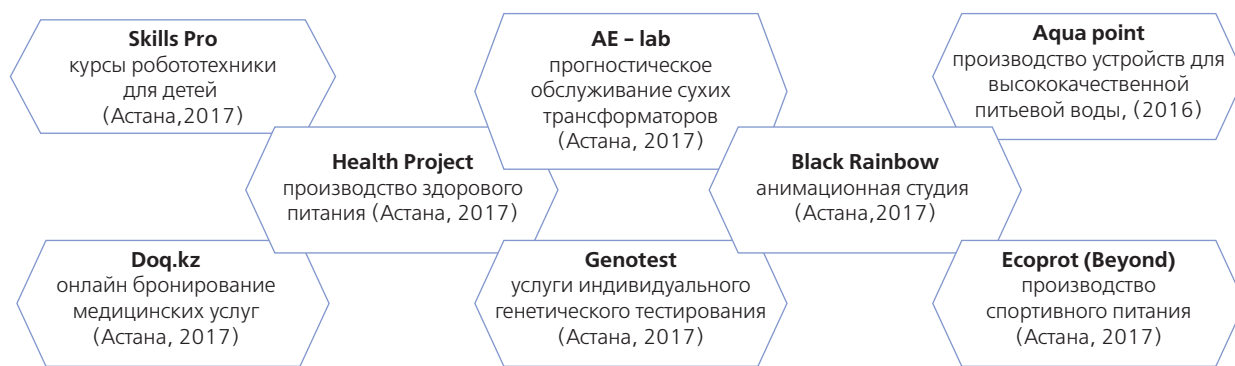 Skills Pro
курсы робототехники
для детей
(Астана,2017)
AE – lab
прогностическое
обслуживание сухих
трансформаторов
(Астана, 2017)
Aqua point
производство устройств для
высококачественной
питьевой воды, (2016)
Health Project
производство здорового
питания (Астана, 2017)
Black Rainbow
анимационная студия
(Астана,2017)
Doq.kz
онлайн бронирование
медицинских услуг
(Астана, 2017)
Genotest
услуги индивидуального
генетического тестирования
(Астана, 2017)
Ecoprot (Beyond)
производство
спортивного питания
(Астана, 2017)